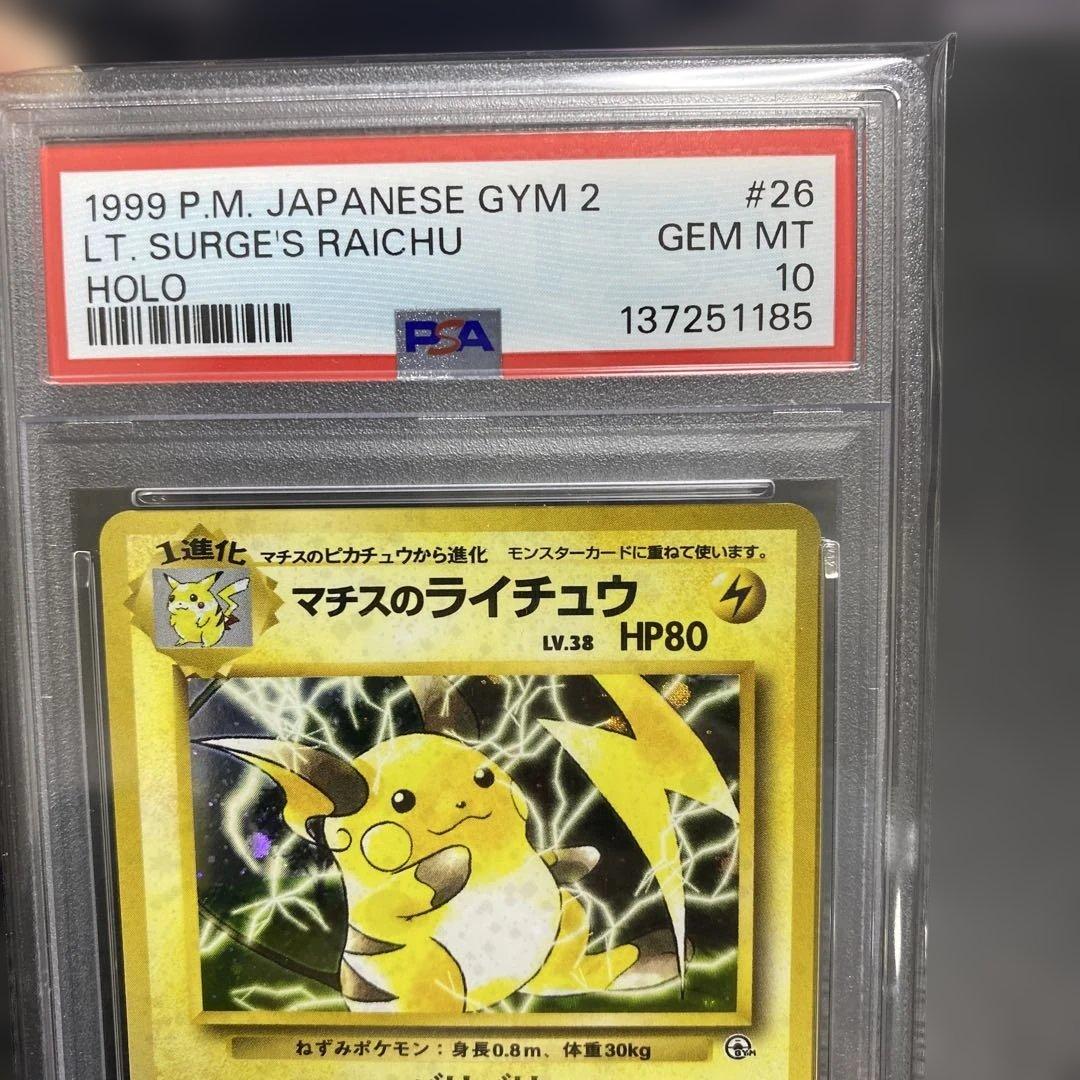 1999 P.M. JAPANESE GYM 2 #26
LT. SURGE'S RAICHU GEM MT
HOLO 10
PSA 137251185
1進化 マチスのピカチュウから進化 モンスターカードに重ねて使います。
マチスのライチュウ
LV.38 HP80
ねずみポケモン：身長0.8m、体重30kg
GYM